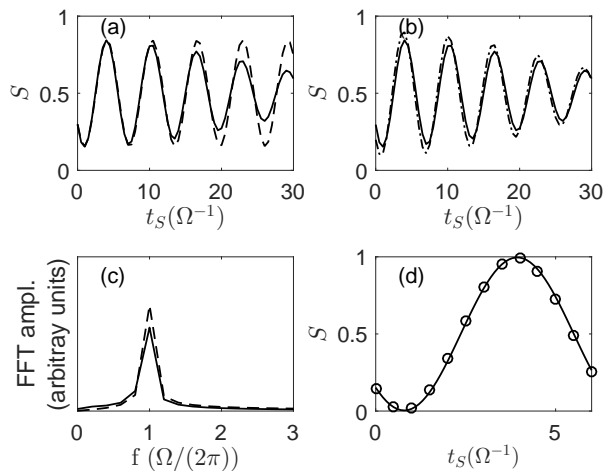 (a)
1
0.5
0
S
0 10 20 30
t_S(Ω⁻¹)
(b)
1
0.5
0
S
0 10 20 30
t_S(Ω⁻¹)
(c)
FFT ampl.
(arbitray units)
0 1 2 3
f (Ω/(2π))
(d)
1
0.5
0
S
0 5
t_S(Ω⁻¹)